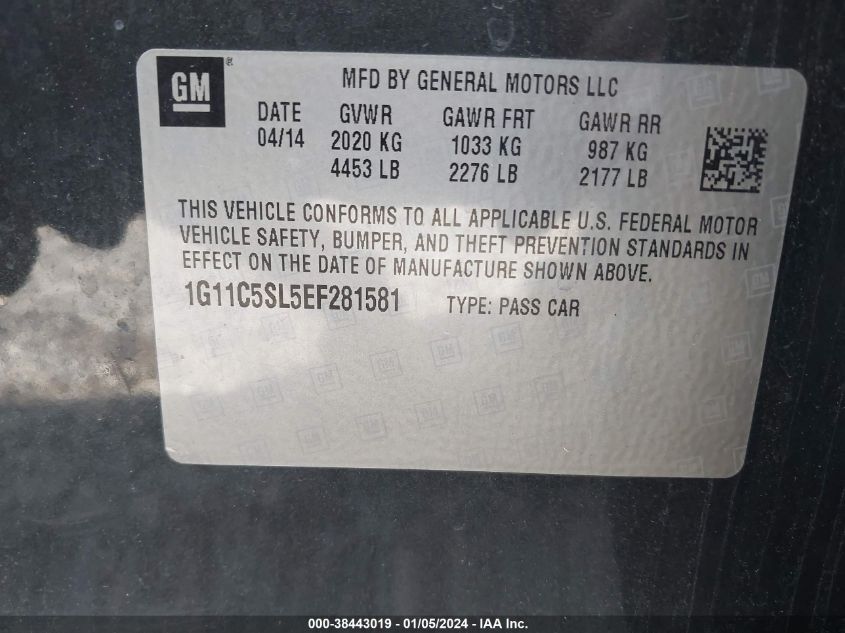 GM®
MFD BY GENERAL MOTORS LLC
DATE GVWR GAWR FRT GAWR RR
04/14 2020 KG 1033 KG 987 KG
4453 LB 2276 LB 2177 LB
THIS VEHICLE CONFORMS TO ALL APPLICABLE U.S. FEDERAL MOTOR
VEHICLE SAFETY, BUMPER, AND THEFT PREVENTION STANDARDS IN
EFFECT ON THE DATE OF MANUFACTURE SHOWN ABOVE.
1G11C5SL5EF281581 TYPE: PASS CAR
000-38443019 - 01/05/2024 - IAA Inc.